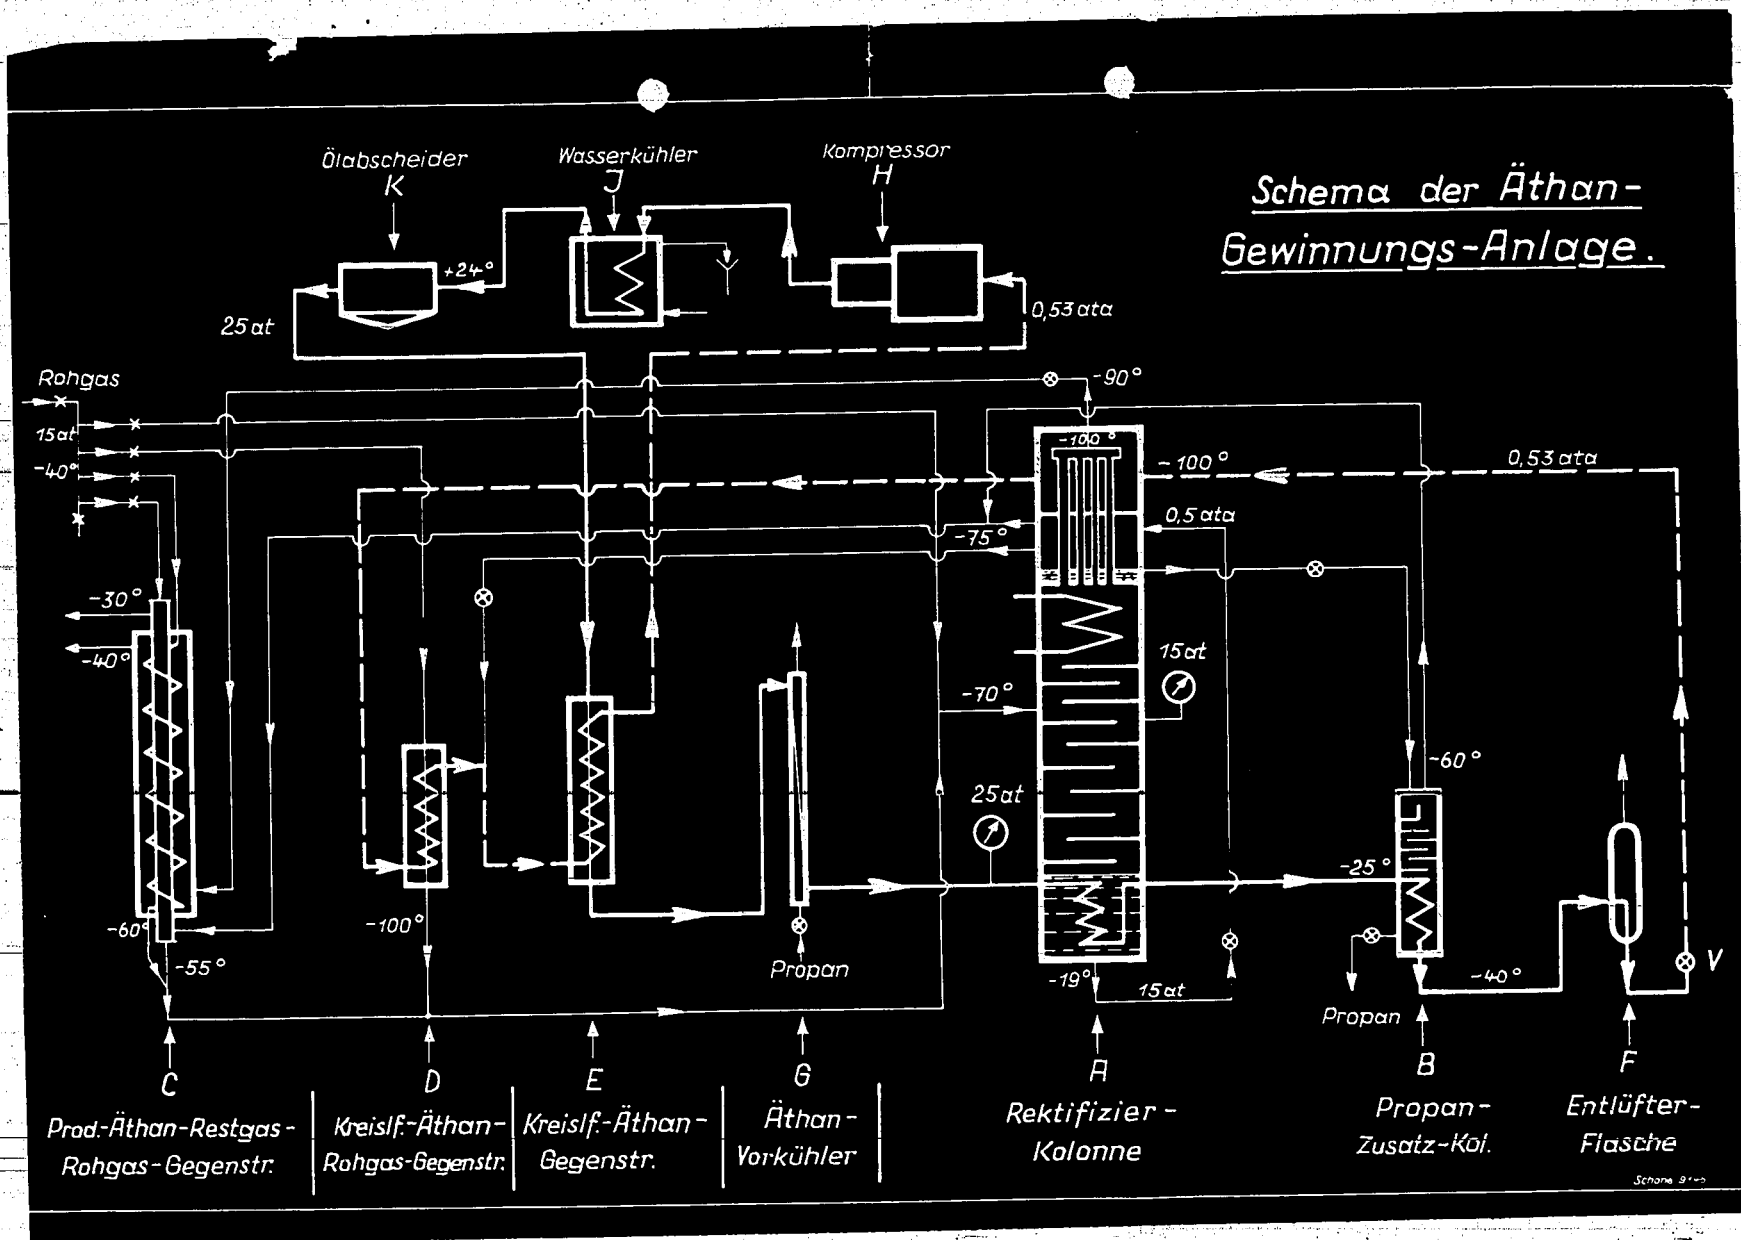 Schema der Äthan-
Gewinnungs-Anlage.
Ölabscheider
K
Wasserkühler
J
Kompressor
H
+24°
25 at
0,53 ata
Rohgas
15 at
-40°
-90°
-100°
-100°
0,53 ata
0,5 ata
-75°
-30°
-40°
15 at
-70°
-60°
25 at
-25°
-60°
-55°
-100°
Propan
-19°
15 at
-40°
V
Propan
C
D
E
G
A
B
F
Prod.-Äthan-Restgas-
Rohgas-Gegenstr.
Kreislf.-Äthan-
Rohgas-Gegenstr.
Kreislf.-Äthan-
Gegenstr.
Äthan-
Vorkühler
Rektifizier-
Kolonne
Propan-
Zusatz-Kol.
Entlüfter-
Flasche